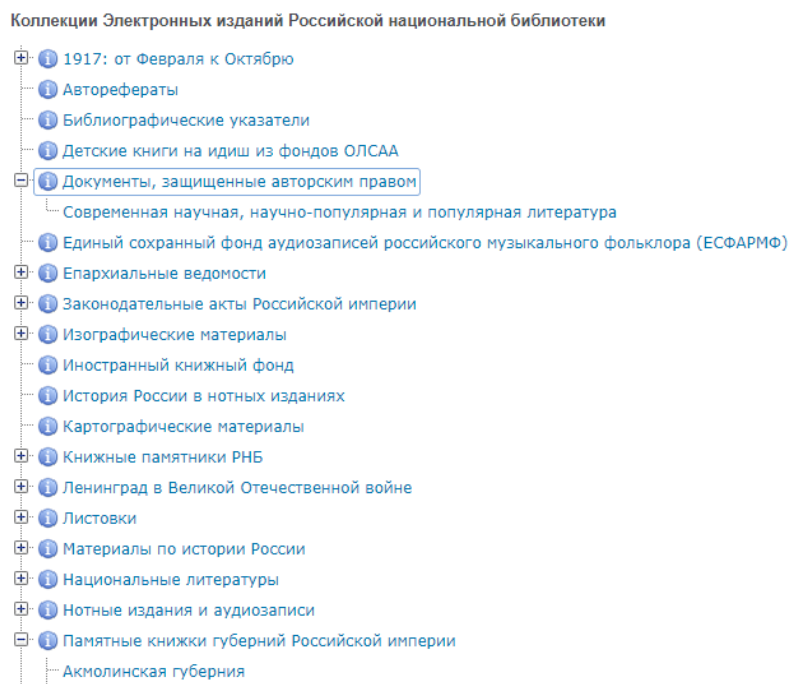 Коллекции Электронных изданий Российской национальной библиотеки
1917: от Февраля к Октябрю
Авторефераты
Библиографические указатели
Детские книги на идиш из фондов ОЛСАА
Документы, защищенные авторским правом
Современная научная, научно-популярная и популярная литература
Единый сохранный фонд аудиозаписей российского музыкального фольклора (ЕСФАРМФ)
Епархиальные ведомости
Законодательные акты Российской империи
Изографические материалы
Иностранный книжный фонд
История России в нотных изданиях
Картографические материалы
Книжные памятники РНБ
Ленинград в Великой Отечественной войне
Листовки
Материалы по истории России
Национальные литературы
Нотные издания и аудиозаписи
Памятные книжки губерний Российской империи
Акмолинская губерния